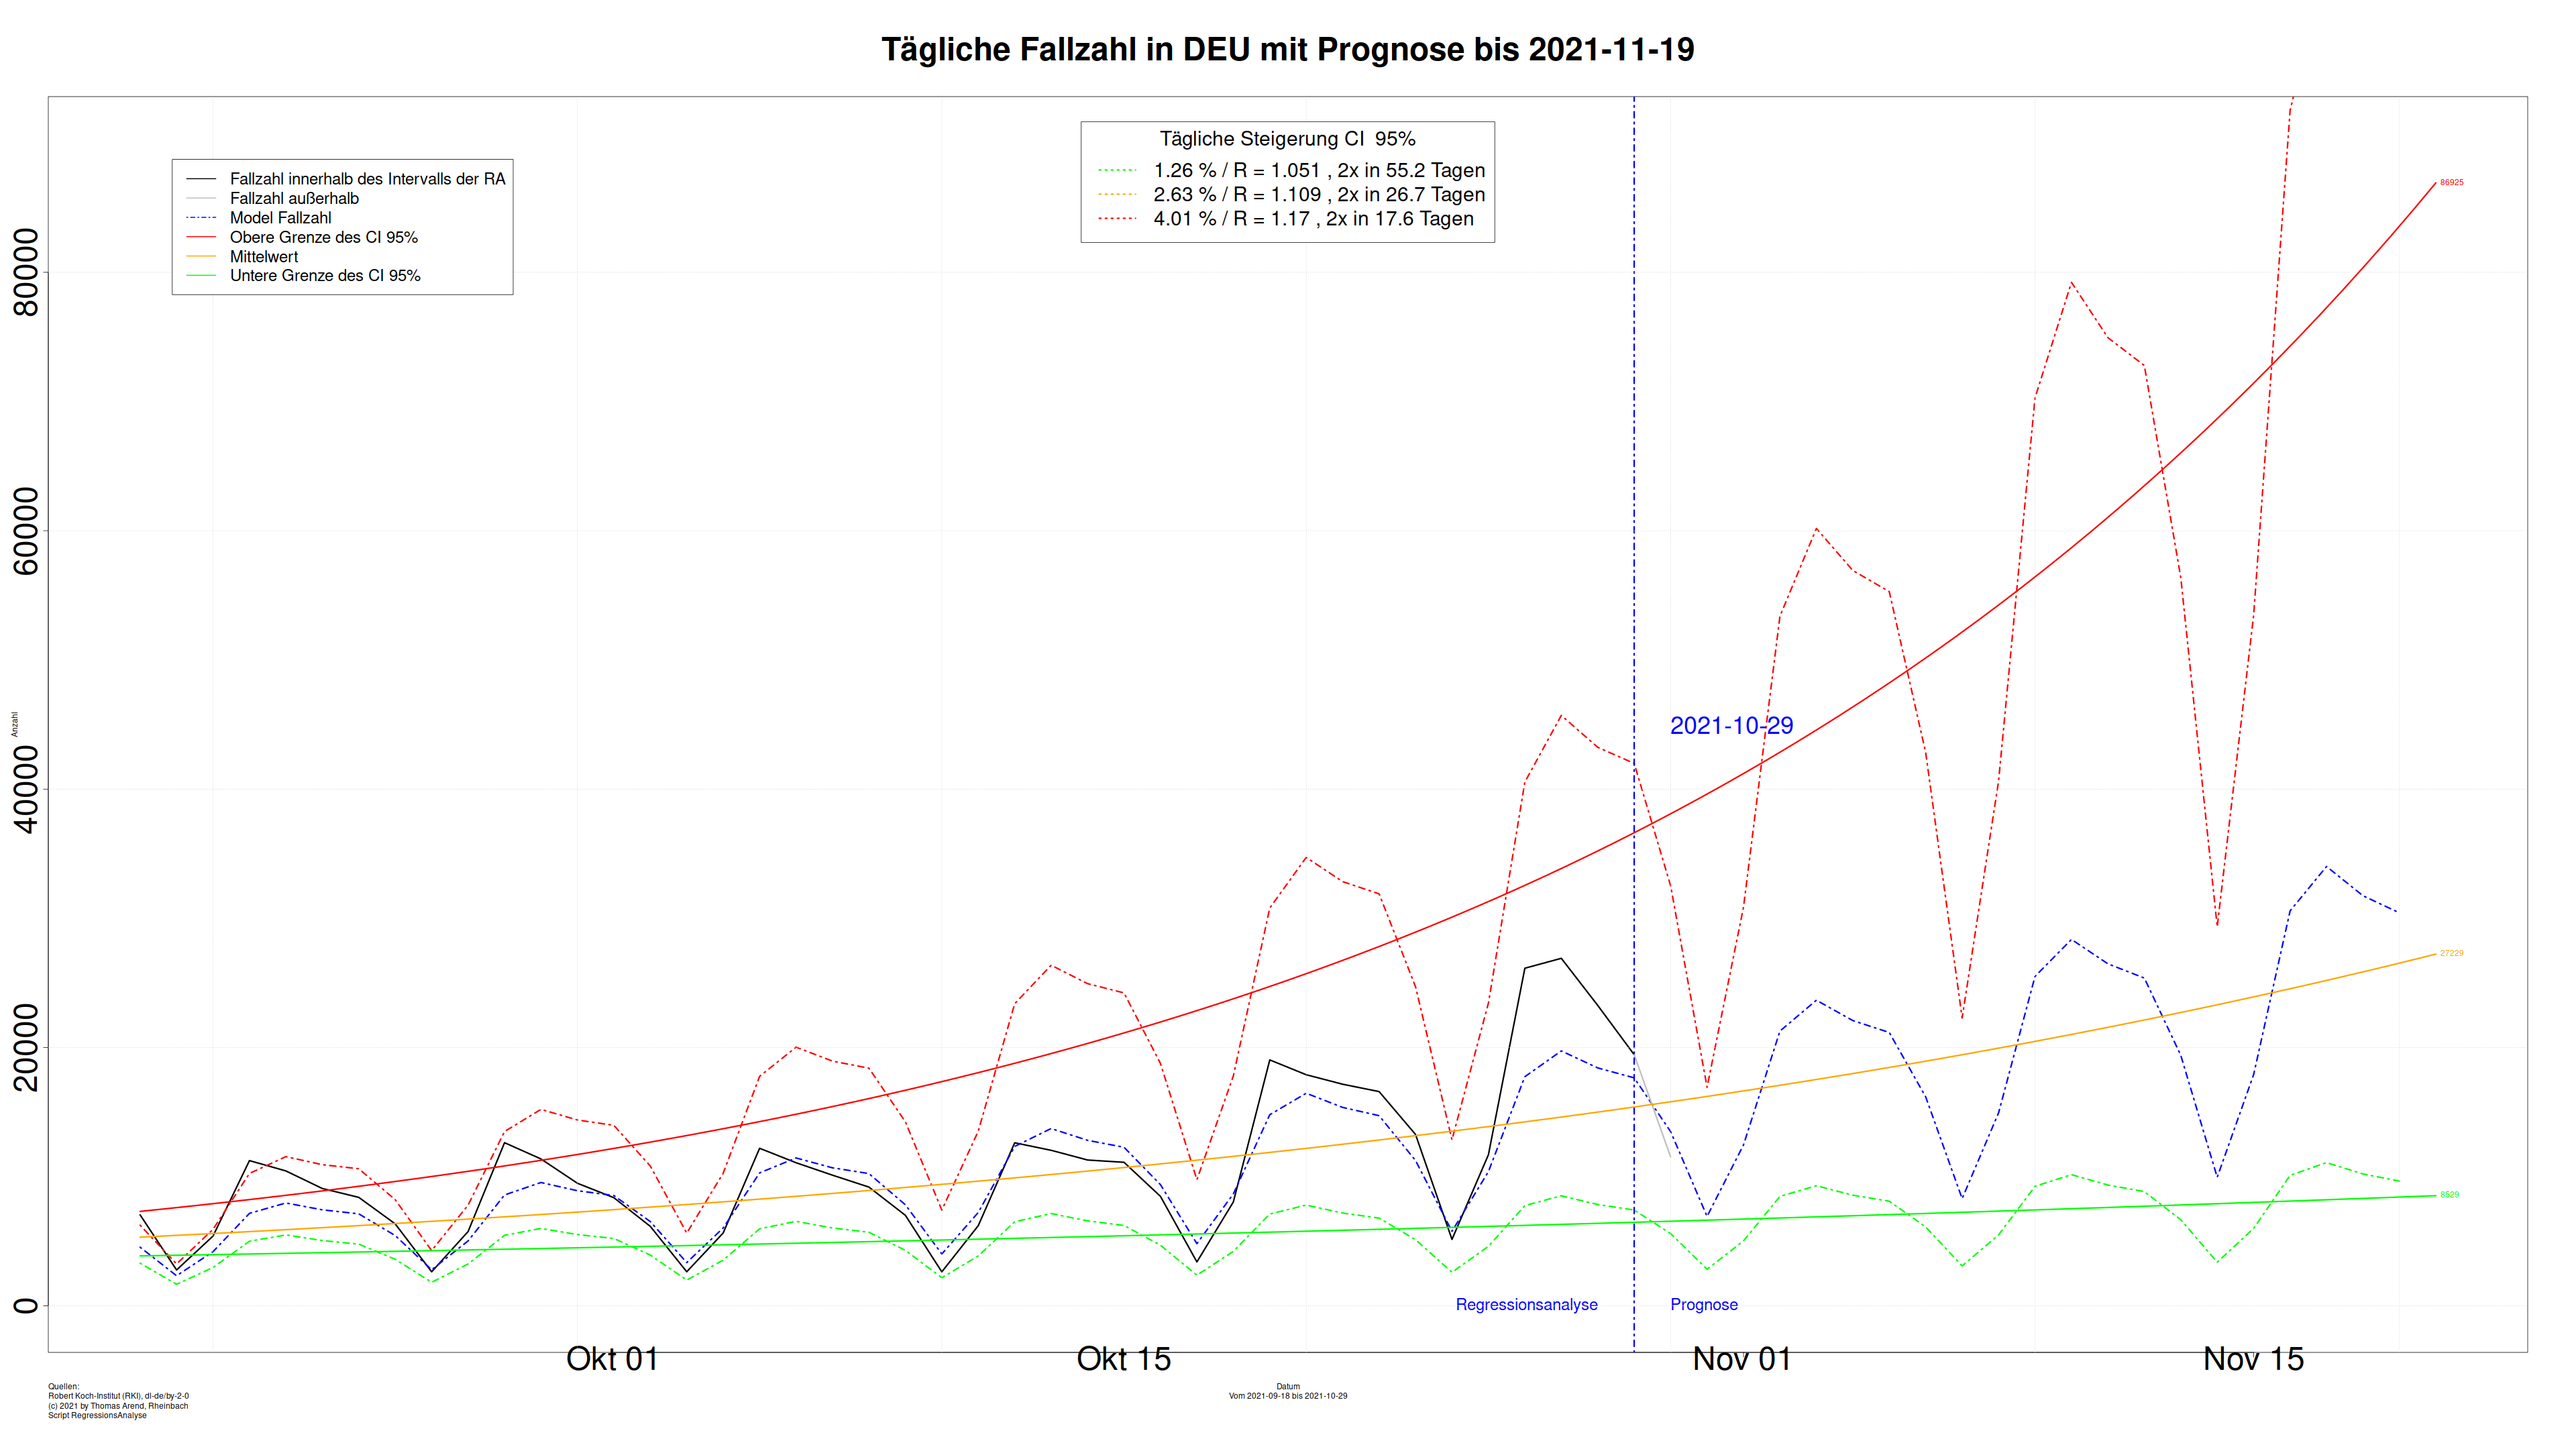 Tägliche Fallzahl in DEU mit Prognose bis 2021-11-19
Tägliche Steigerung CI  95%
1.26 % / R = 1.051 , 2x in 55.2 Tagen
2.63 % / R = 1.109 , 2x in 26.7 Tagen
4.01 % / R = 1.17 , 2x in 17.6 Tagen
Fallzahl innerhalb des Intervalls der RA
Fallzahl außerhalb
Model Fallzahl
Obere Grenze des CI 95%
Mittelwert
Untere Grenze des CI 95%
86925
27229
8529
80000
60000
40000
20000
0
Anzahl
2021-10-29
Regressionsanalyse
Prognose
Okt 01
Okt 15
Nov 01
Nov 15
Datum
Vom 2021-09-18 bis 2021-10-29
Quellen:
Robert Koch-Institut (RKI), dl-de/by-2-0
(c) 2021 by Thomas Arend, Rheinbach
Script RegressionsAnalyse